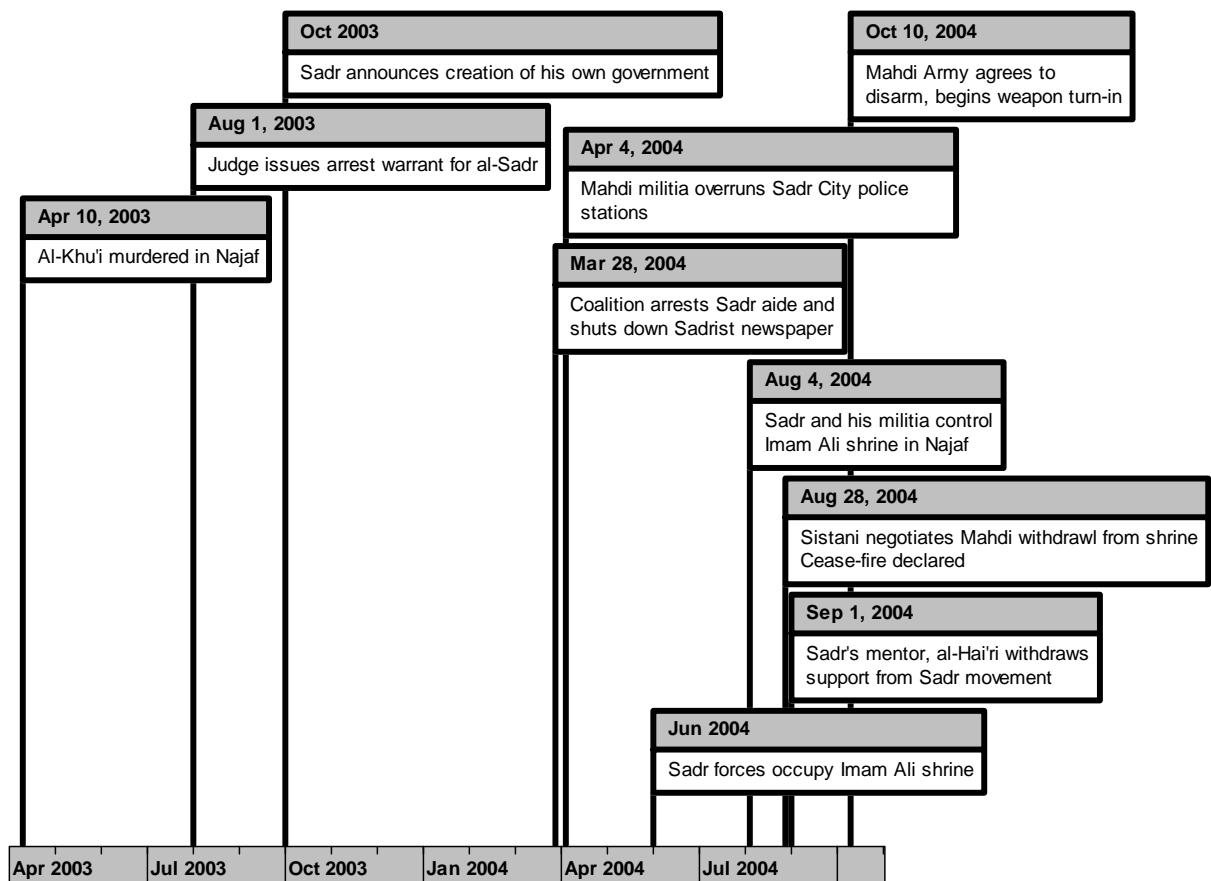 Oct 2003
Sadr announces creation of his own government
Oct 10, 2004
Mahdi Army agrees to
disarm, begins weapon turn-in
Aug 1, 2003
Judge issues arrest warrant for al-Sadr
Apr 4, 2004
Mahdi militia overruns Sadr City police
stations
Apr 10, 2003
Al-Khu'i murdered in Najaf
Mar 28, 2004
Coalition arrests Sadr aide and
shuts down Sadrist newspaper
Aug 4, 2004
Sadr and his militia control
Imam Ali shrine in Najaf
Aug 28, 2004
Sistani negotiates Mahdi withdrawl from shrine
Cease-fire declared
Sep 1, 2004
Sadr's mentor, al-Hai'ri withdraws
support from Sadr movement
Jun 2004
Sadr forces occupy Imam Ali shrine
Apr 2003 Jul 2003 Oct 2003 Jan 2004 Apr 2004 Jul 2004